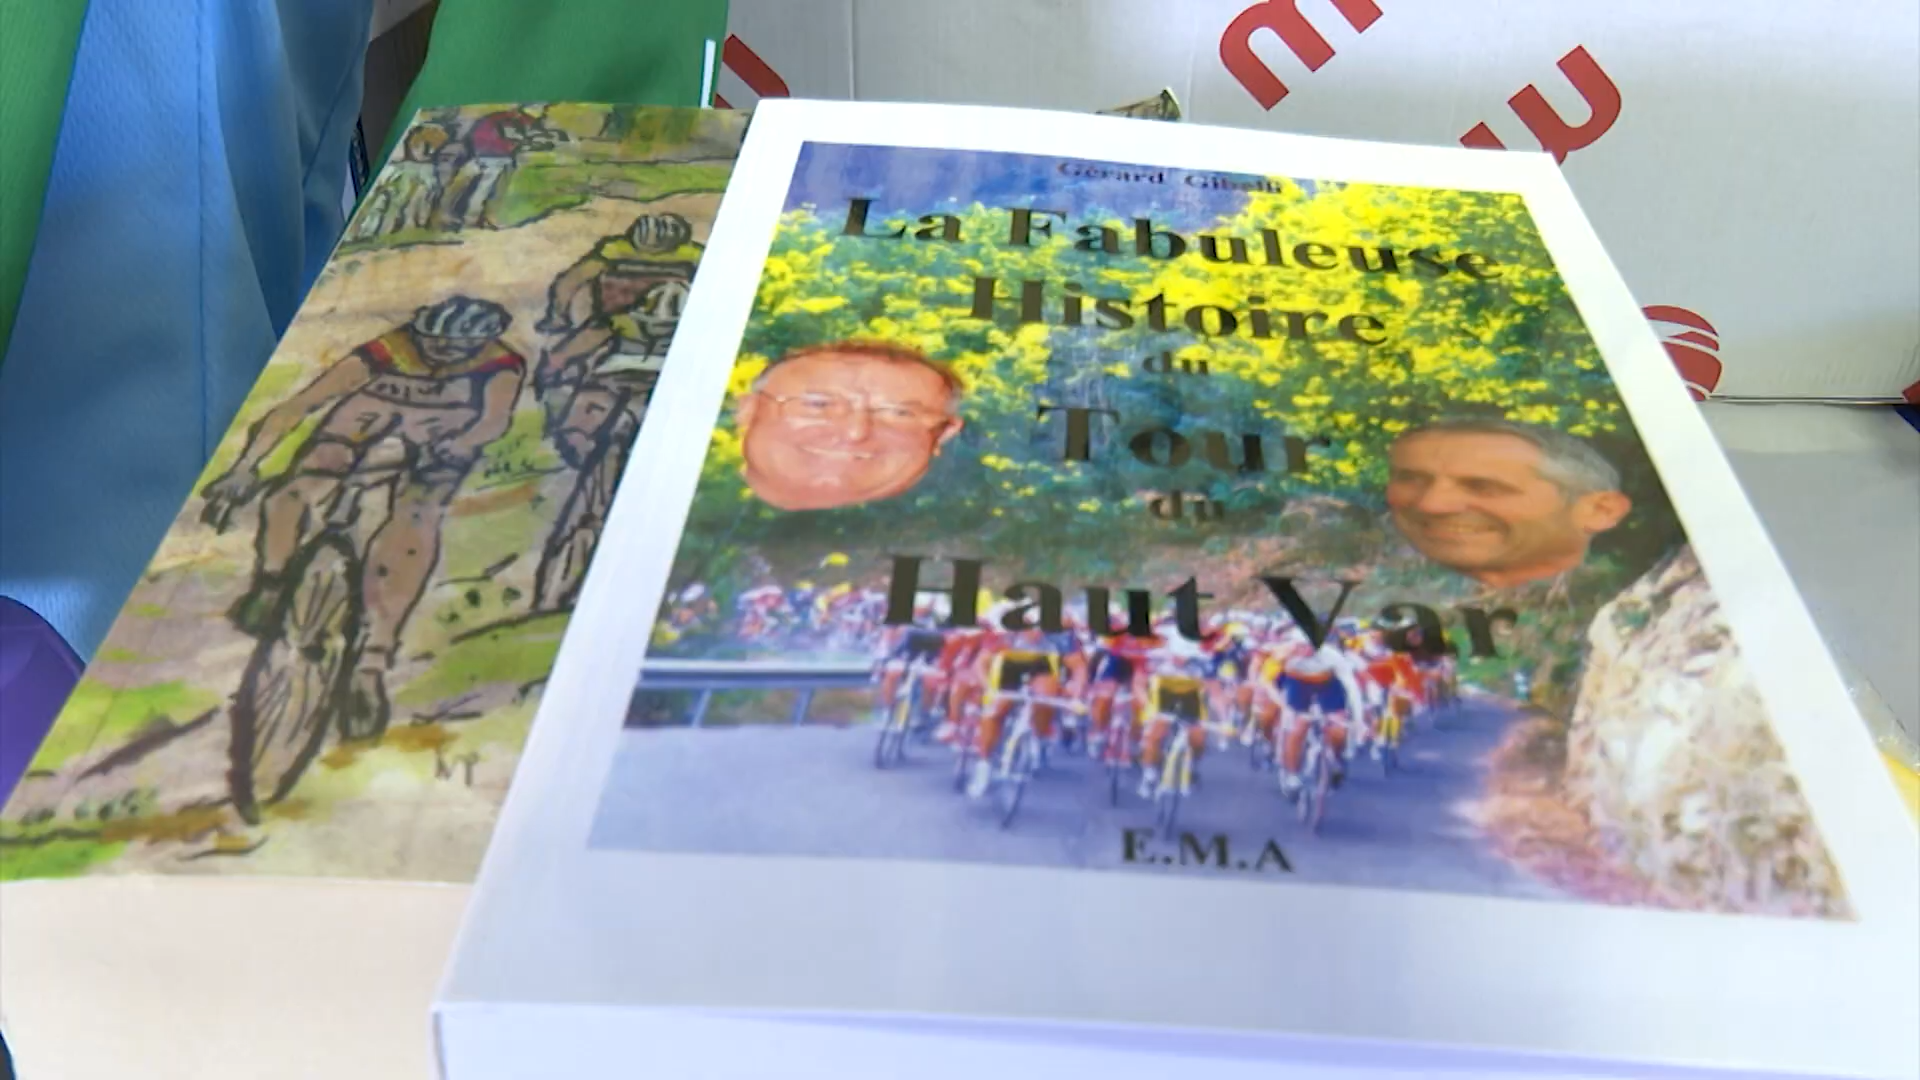 Gérard Gibelli
La Fabuleuse
Histoire
du
Tour
du
Haut Var
E.M.A